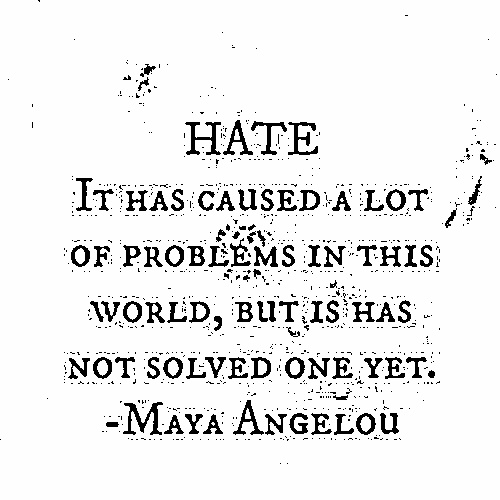 HATE
IT HAS CAUSED A LOT
OF PROBLEMS IN THIS
WORLD, BUT IS HAS
NOT SOLVED ONE YET.
-MAYA ANGELOU